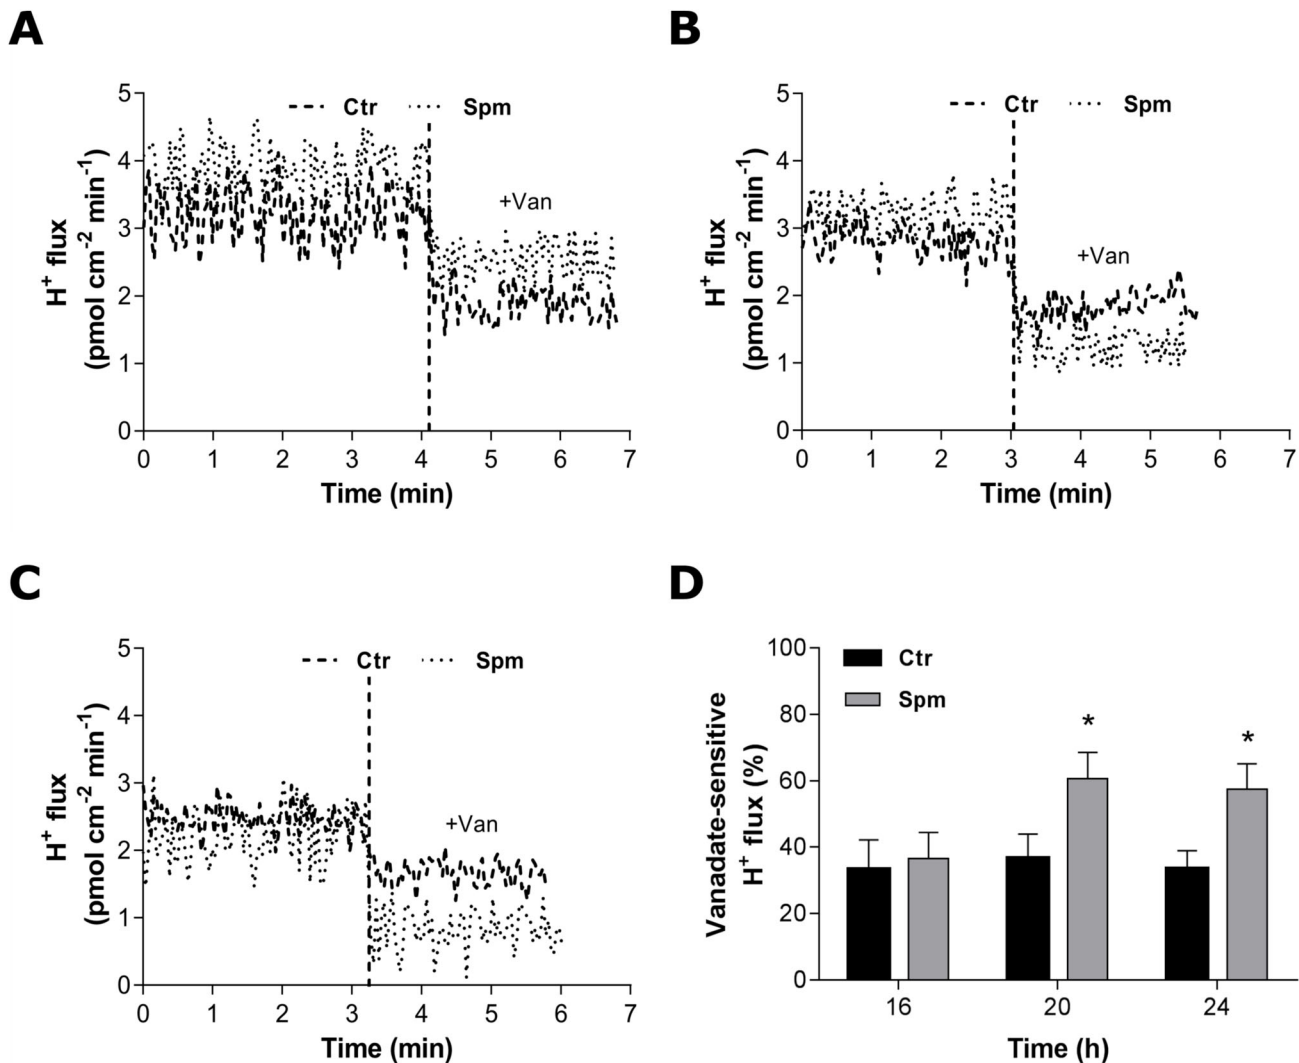 A
5
4
3
2
1
0
Ctr Spm
+Van
H+ flux
(pmol cm-2 min-1)
0 1 2 3 4 5 6 7
Time (min)
B
5
4
3
2
1
0
Ctr Spm
+Van
H+ flux
(pmol cm-2 min-1)
0 1 2 3 4 5 6 7
Time (min)
C
5
4
3
2
1
0
Ctr Spm
+Van
H+ flux
(pmol cm-2 min-1)
0 1 2 3 4 5 6 7
Time (min)
D
100
80
60
40
20
0
Ctr
Spm
*
*
Vanadate-sensitive
H+ flux (%)
16 20 24
Time (h)